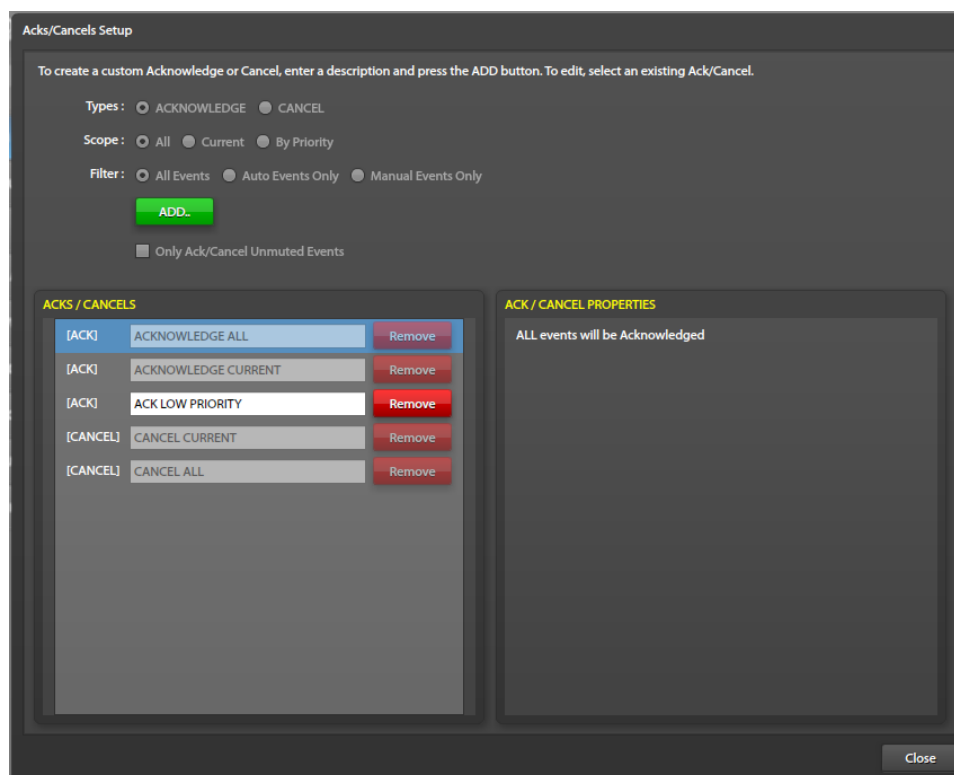 Acks/Cancels Setup
To create a custom Acknowledge or Cancel, enter a description and press the ADD button. To edit, select an existing Ack/Cancel.
Types : ACKNOWLEDGE CANCEL
Scope : All Current By Priority
Filter : All Events Auto Events Only Manual Events Only
ADD..
Only Ack/Cancel Unmuted Events
ACKS / CANCELS
[ACK] ACKNOWLEDGE ALL Remove
[ACK] ACKNOWLEDGE CURRENT Remove
[ACK] ACK LOW PRIORITY Remove
[CANCEL] CANCEL CURRENT Remove
[CANCEL] CANCEL ALL Remove
ACK / CANCEL PROPERTIES
ALL events will be Acknowledged
Close